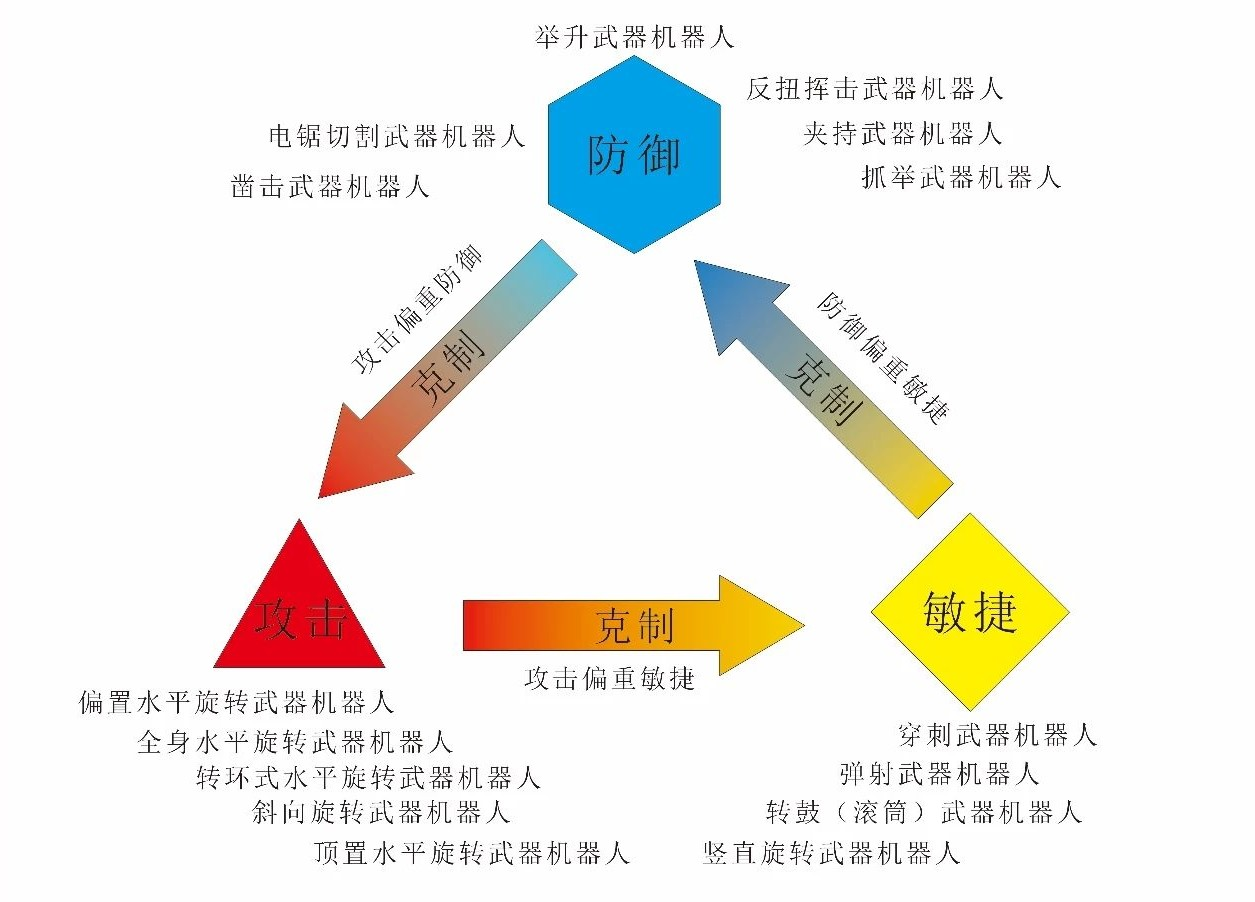 举升武器机器人
反扭挥击武器机器人
电锯切割武器机器人
夹持武器机器人
防御
抓举武器机器人
凿击武器机器人
攻击偏重防御
克制
防御偏重敏捷
克制
攻击
克制
敏捷
攻击偏重敏捷
偏置水平旋转武器机器人
全身水平旋转武器机器人
转环式水平旋转武器机器人
斜向旋转武器机器人
顶置水平旋转武器机器人
穿刺武器机器人
弹射武器机器人
转鼓（滚筒）武器机器人
竖直旋转武器机器人